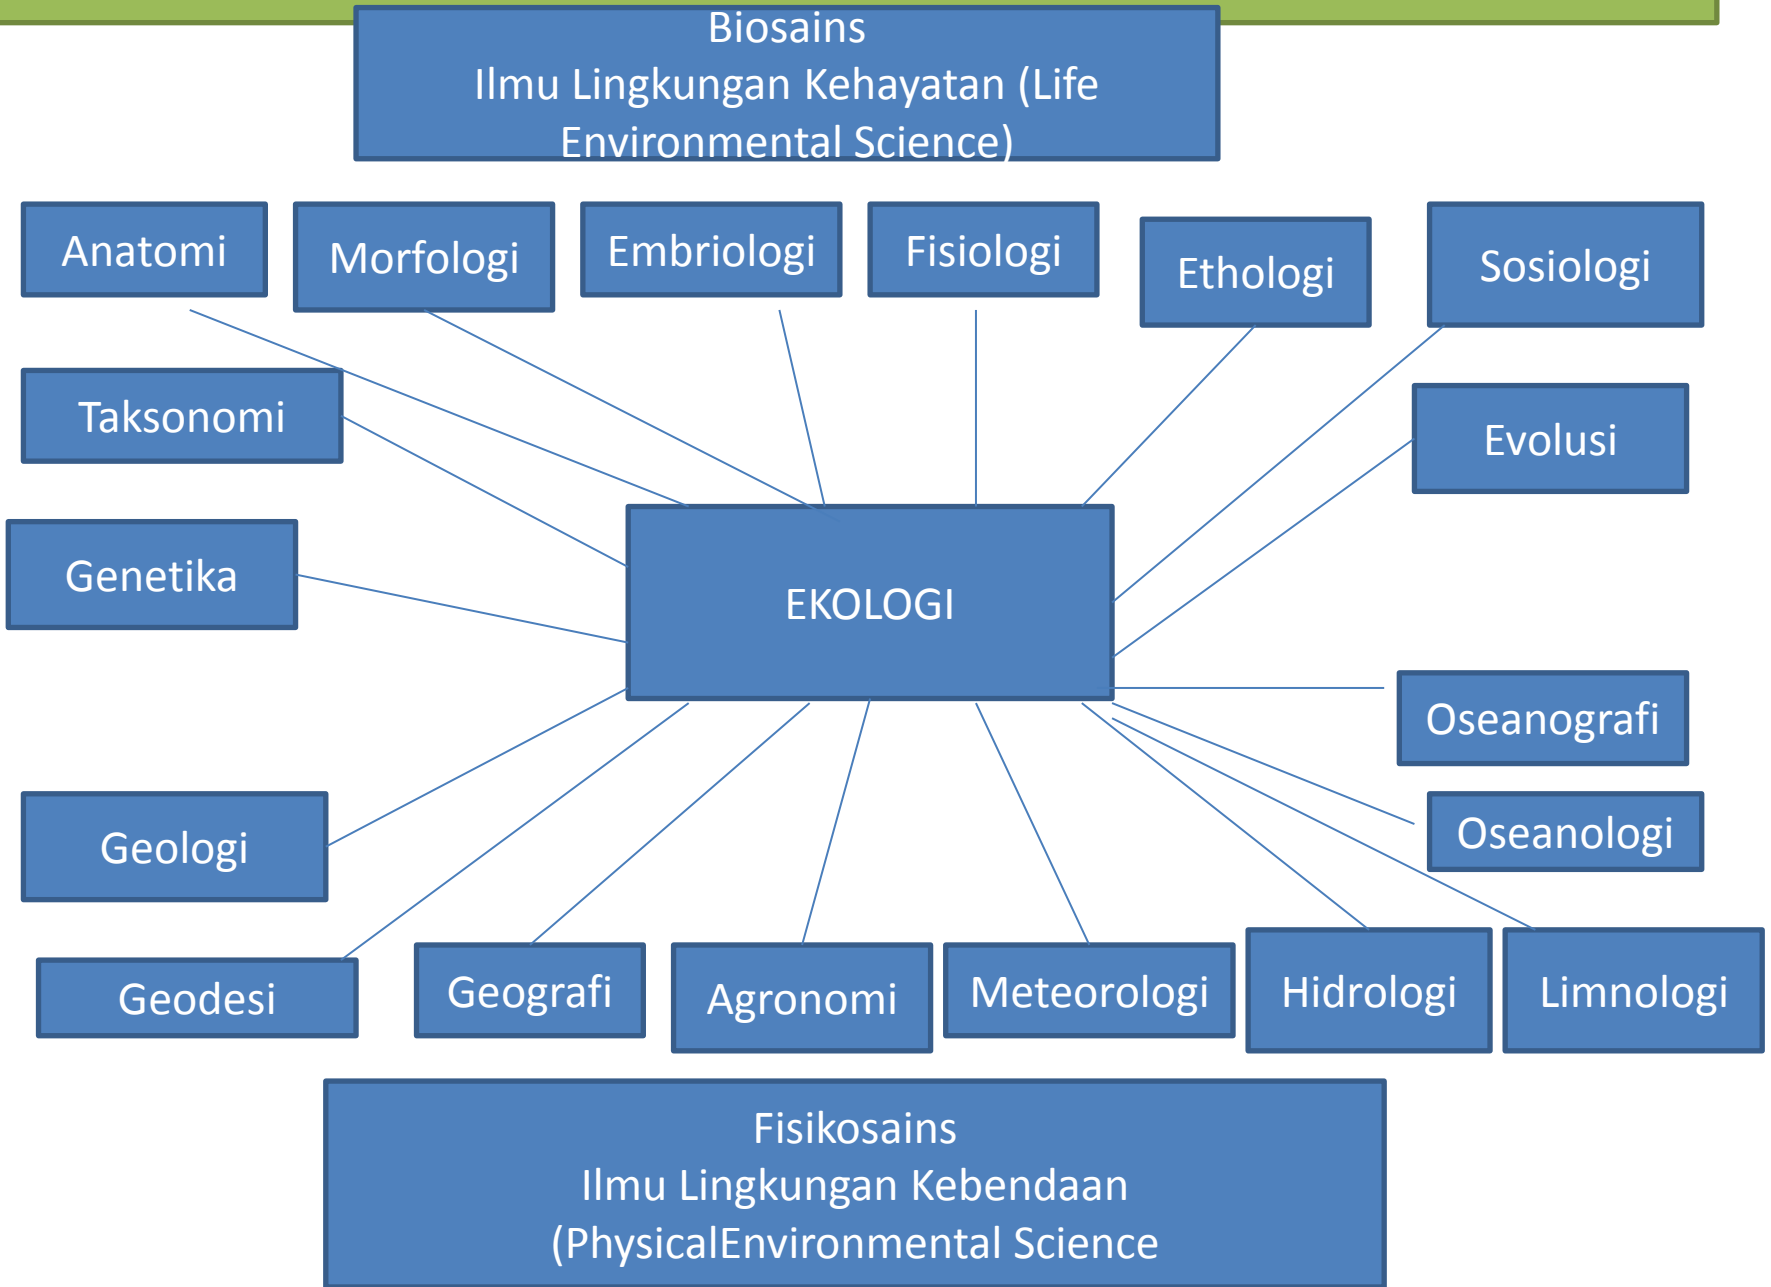 Biosains
Ilmu Lingkungan Kehayatan (Life
Environmental Science)
Anatomi
Morfologi
Embriologi
Fisiologi
Ethologi
Sosiologi
Taksonomi
Evolusi
Genetika
EKOLOGI
Oseanografi
Geologi
Oseanologi
Geodesi
Geografi
Agronomi
Meteorologi
Hidrologi
Limnologi
Fisikosains
Ilmu Lingkungan Kebendaan
(PhysicalEnvironmental Science